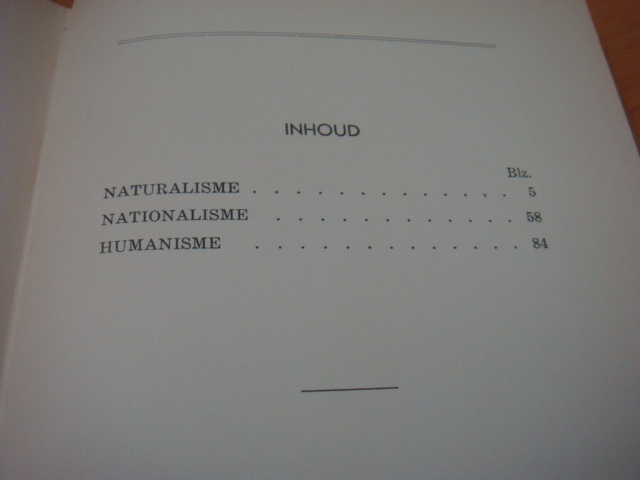 INHOUD
Blz.
NATURALISME . . . . . . . . . . . . 5
NATIONALISME . . . . . . . . . . . 58
HUMANISME . . . . . . . . . . . . 84